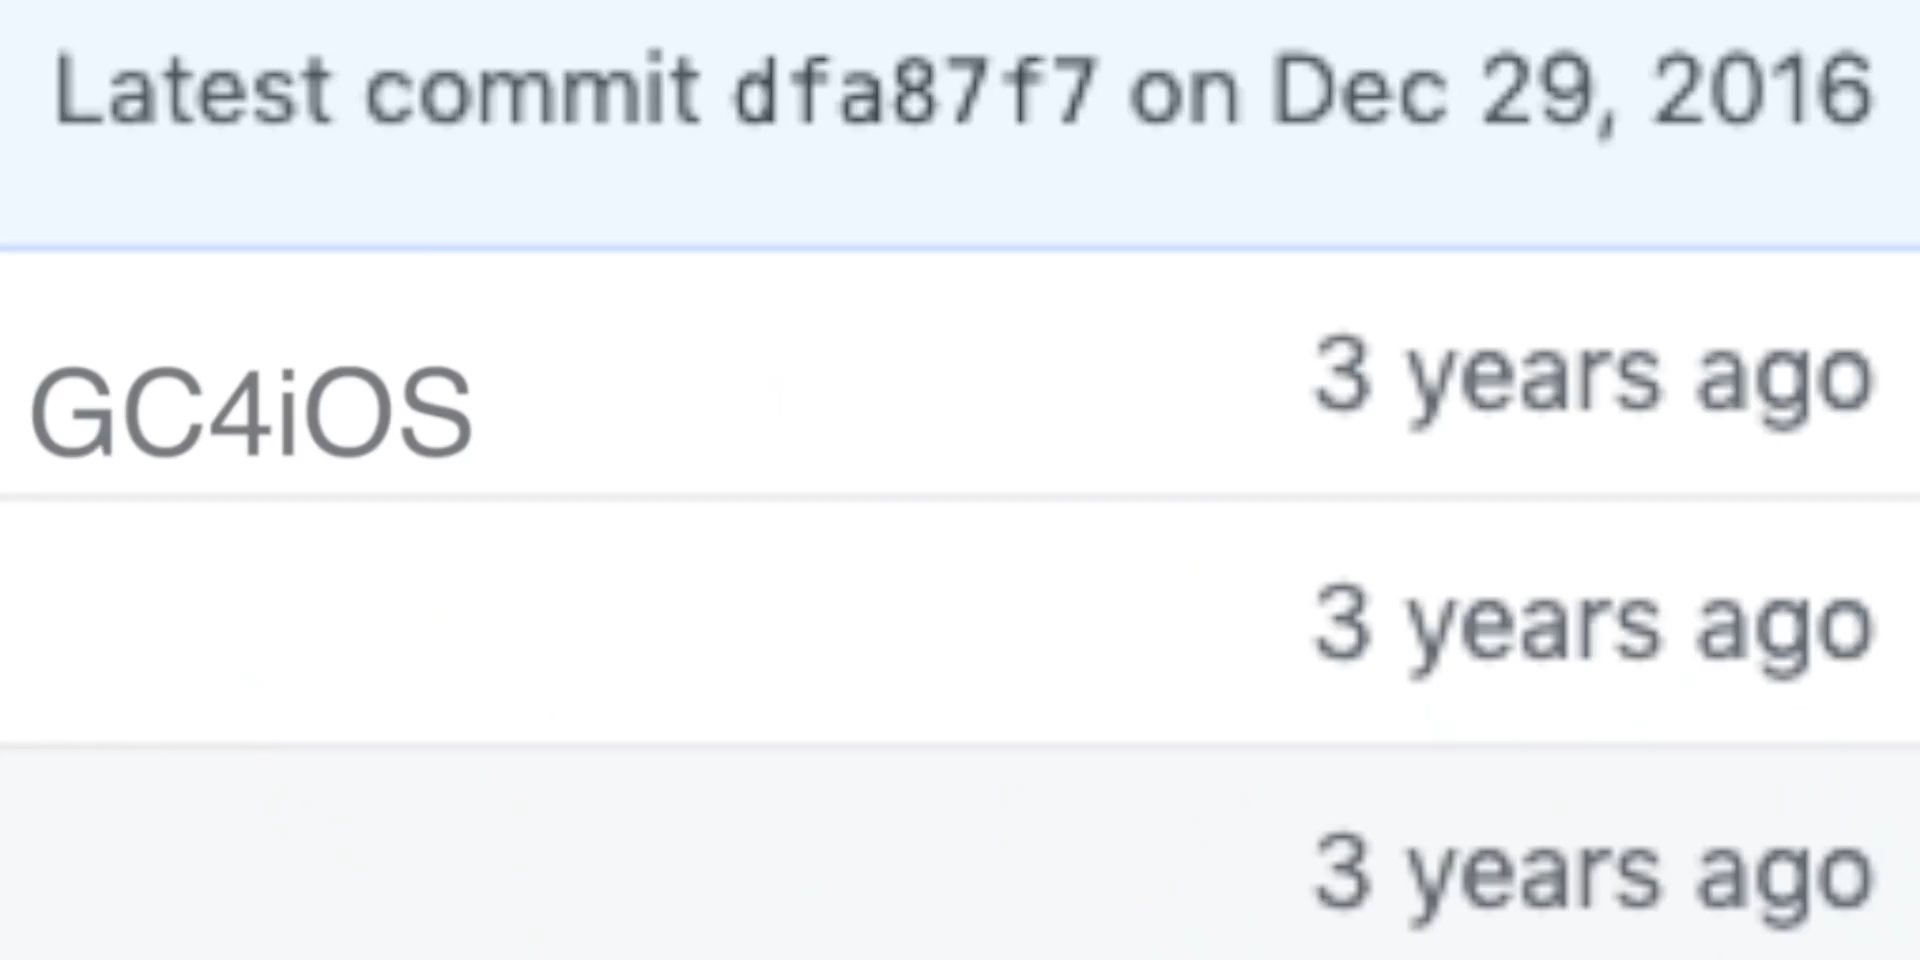 Latest commit dfa87f7 on Dec 29, 2016
3 years ago
GC4iOS
3 years ago
3 years ago